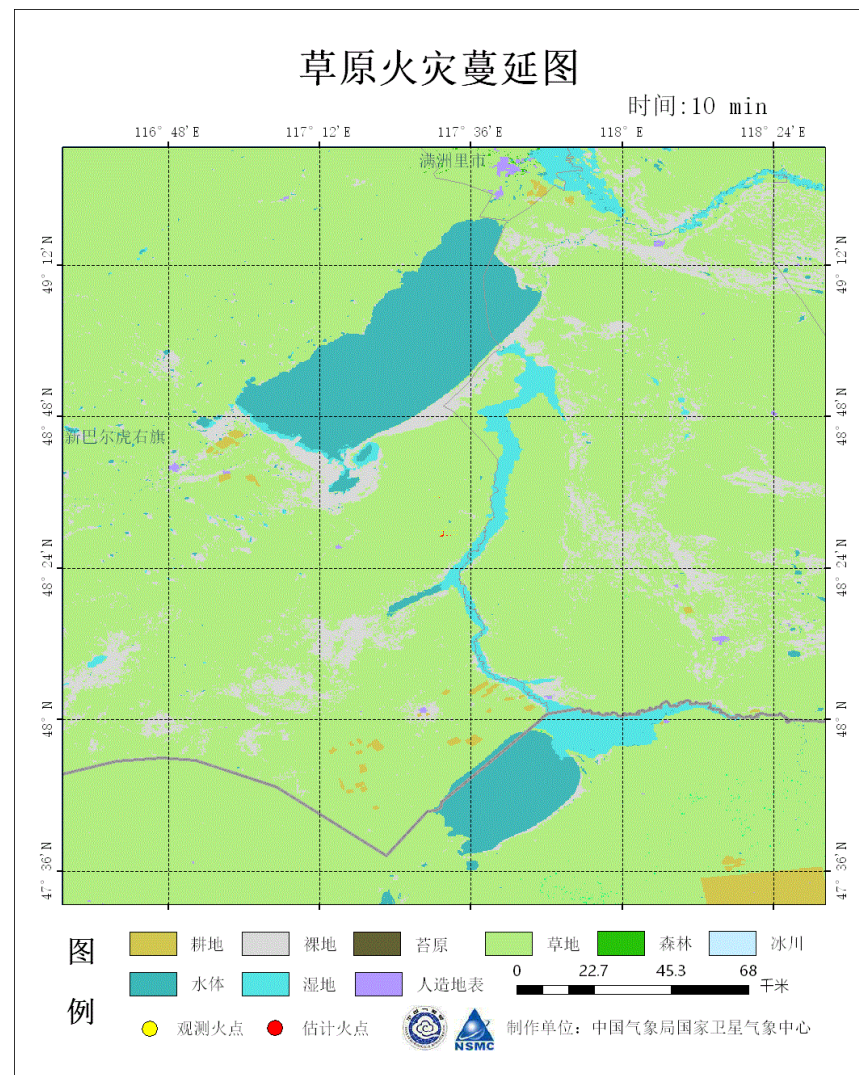 草原火灾蔓延图
时间:10 min
116° 48′E 117° 12′E 117° 36′E 118° E 118° 24′E
满洲里市
49° 12′N 49° 12′N
48° 48′N 48° 48′N
新巴尔虎右旗
48° 24′N 48° 24′N
48° N 48° N
47° 36′N 47° 36′N
图例
耕地 裸地 苔原 草地 森林 冰川
水体 湿地 人造地表
0 22.7 45.3 68 千米
观测火点 估计火点
NSMC
制作单位：中国气象局国家卫星气象中心